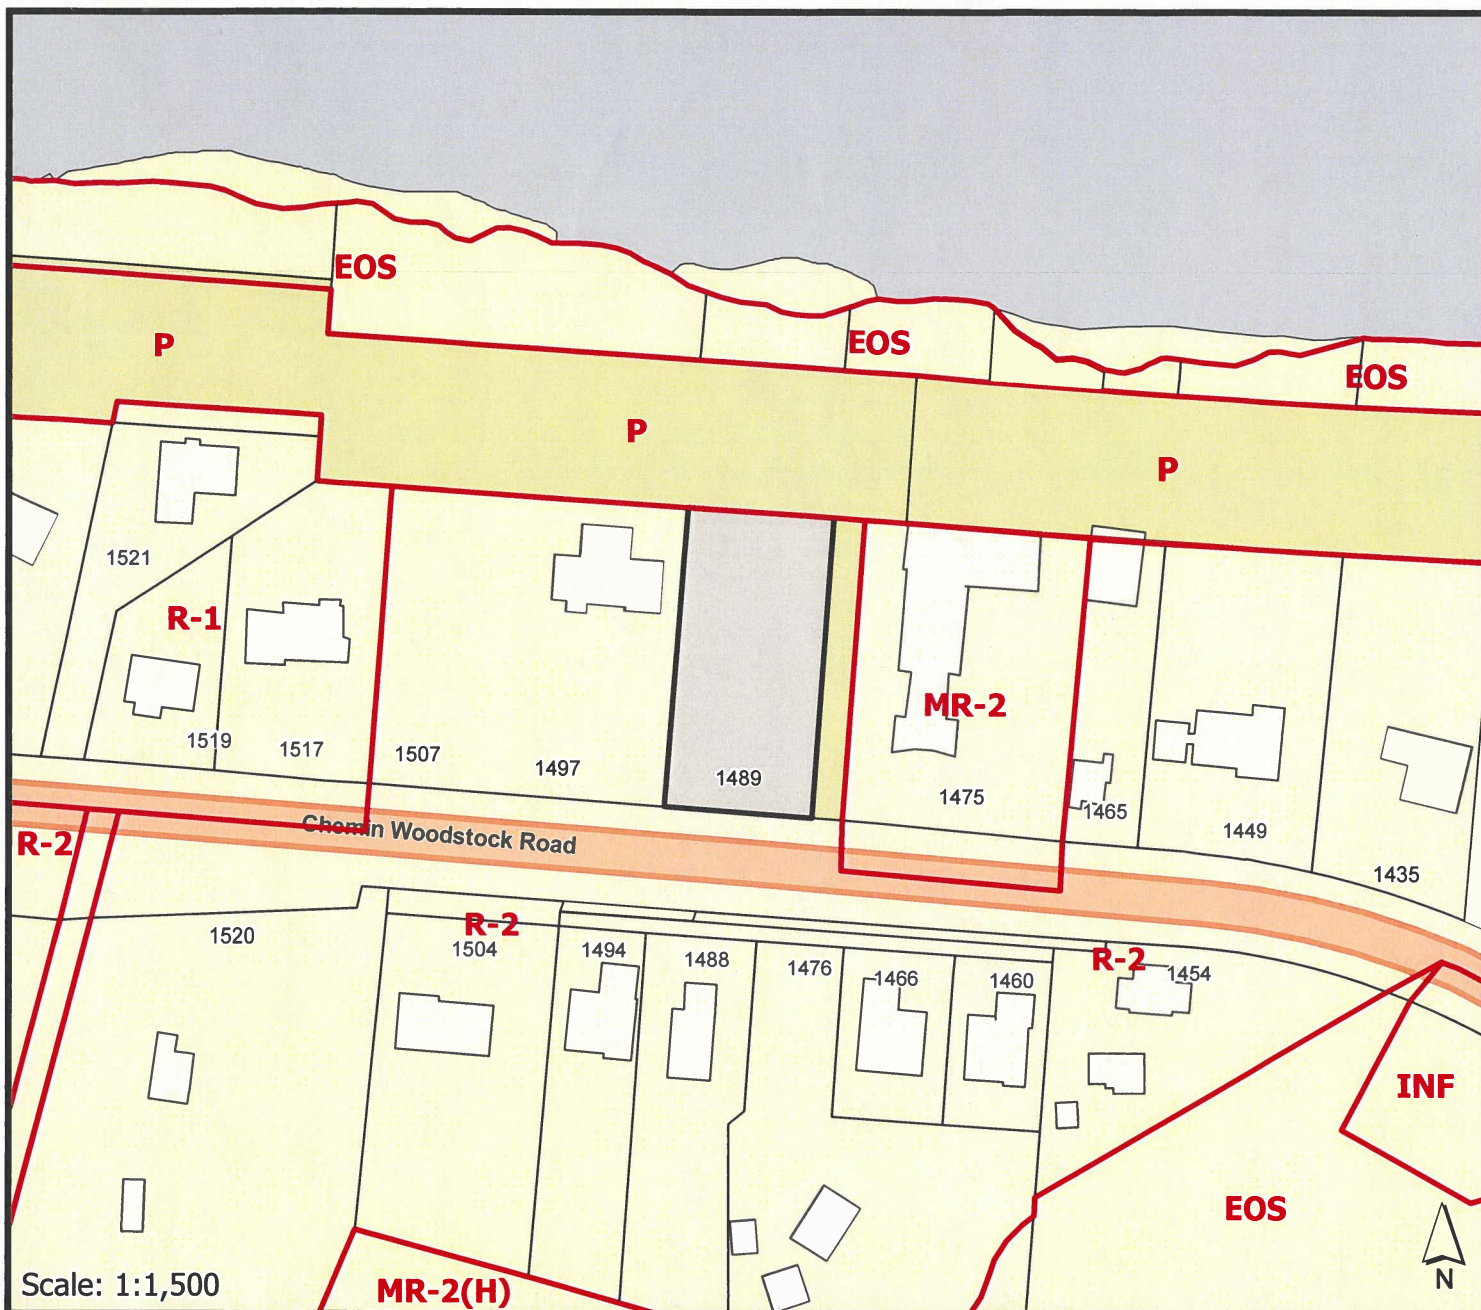 EOS
EOS
EOS
P
P
P
1521
R-1
MR-2
1519
1517
1507
1497
1489
1475
1465
1449
1435
Chemin Woodstock Road
R-2
R-2
R-2
1520
1504
1494
1488
1476
1466
1460
1454
INF
EOS
Scale: 1:1,500
MR-2(H)
N